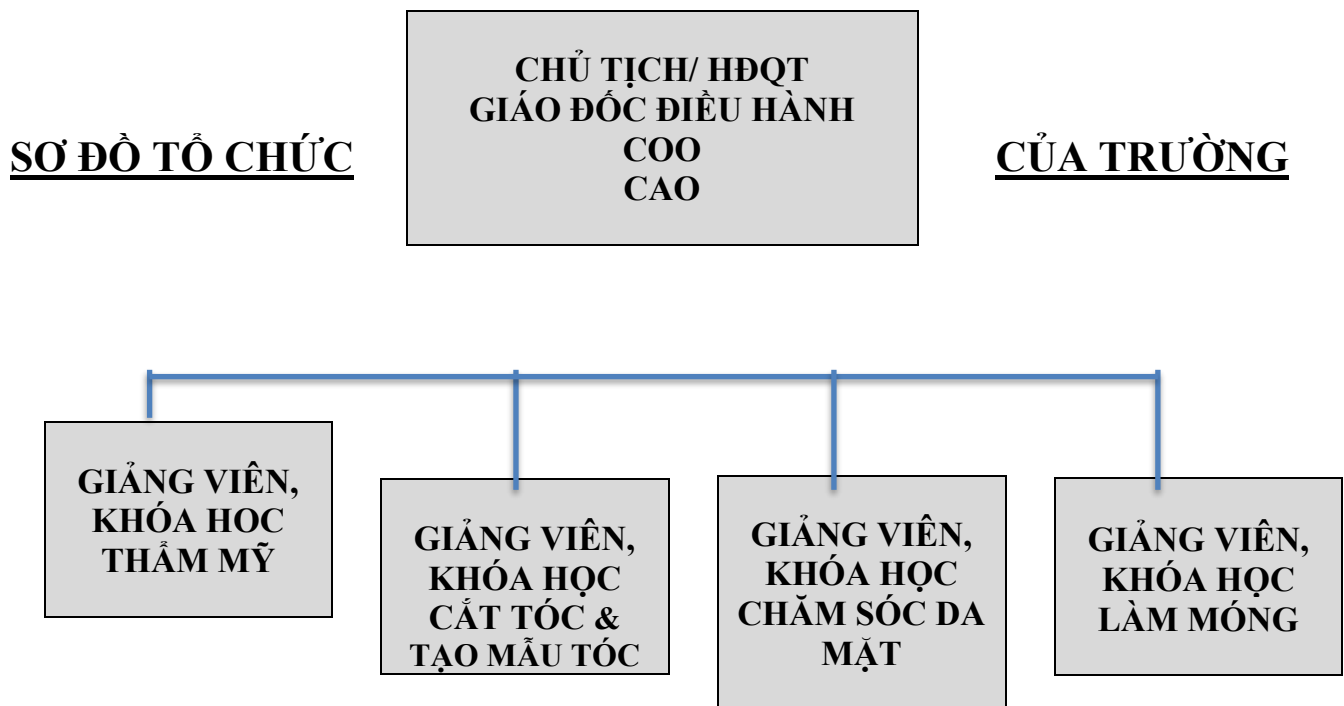 CHỦ TỊCH/ HĐQT
GIÁO ĐỐC ĐIỀU HÀNH
COO
CAO
SƠ ĐỒ TỔ CHỨC
CỦA TRƯỜNG
GIẢNG VIÊN,
KHÓA HOC
THẨM MỸ
GIẢNG VIÊN,
KHÓA HỌC
CẮT TÓC &
TẠO MẪU TÓC
GIẢNG VIÊN,
KHÓA HỌC
CHĂM SÓC DA
MẶT
GIẢNG VIÊN,
KHÓA HỌC
LÀM MÓNG